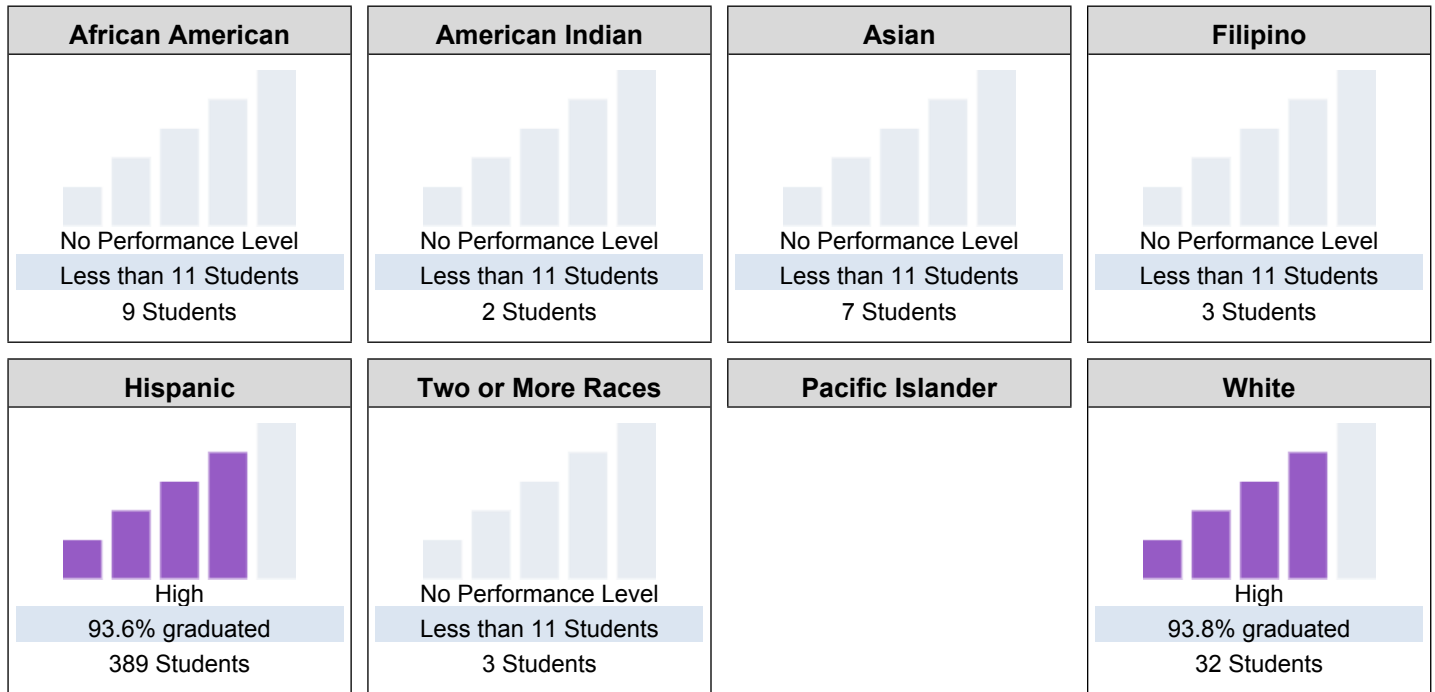 African American
No Performance Level
Less than 11 Students
9 Students
American Indian
No Performance Level
Less than 11 Students
2 Students
Asian
No Performance Level
Less than 11 Students
7 Students
Filipino
No Performance Level
Less than 11 Students
3 Students
Hispanic
High
93.6% graduated
389 Students
Two or More Races
No Performance Level
Less than 11 Students
3 Students
Pacific Islander
White
High
93.8% graduated
32 Students